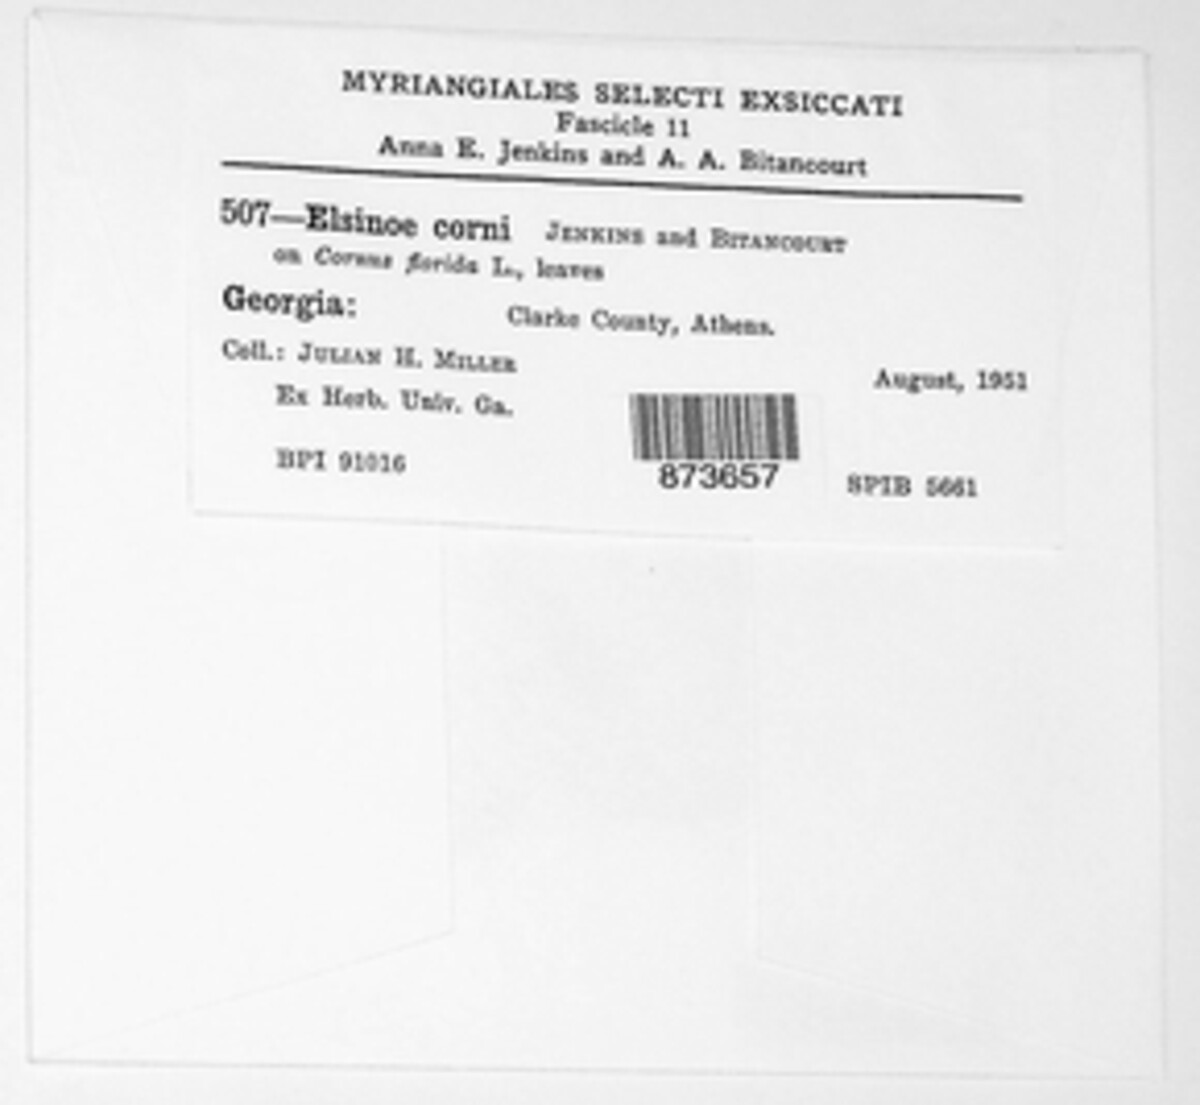 MYRIANGIALES SELECTI EXSICCATI
Fascicle 11
Anna E. Jenkins and A. A. Bitancourt
507—Elsinoe corni JENKINS and BITANCOURT
on Cornus florida L., leaves
Georgia: Clarke County, Athens.
Coll.: JULIAN H. MILLER
August, 1951
Ex Herb. Univ. Ga.
BPI 91016
873657
SPIB 5661